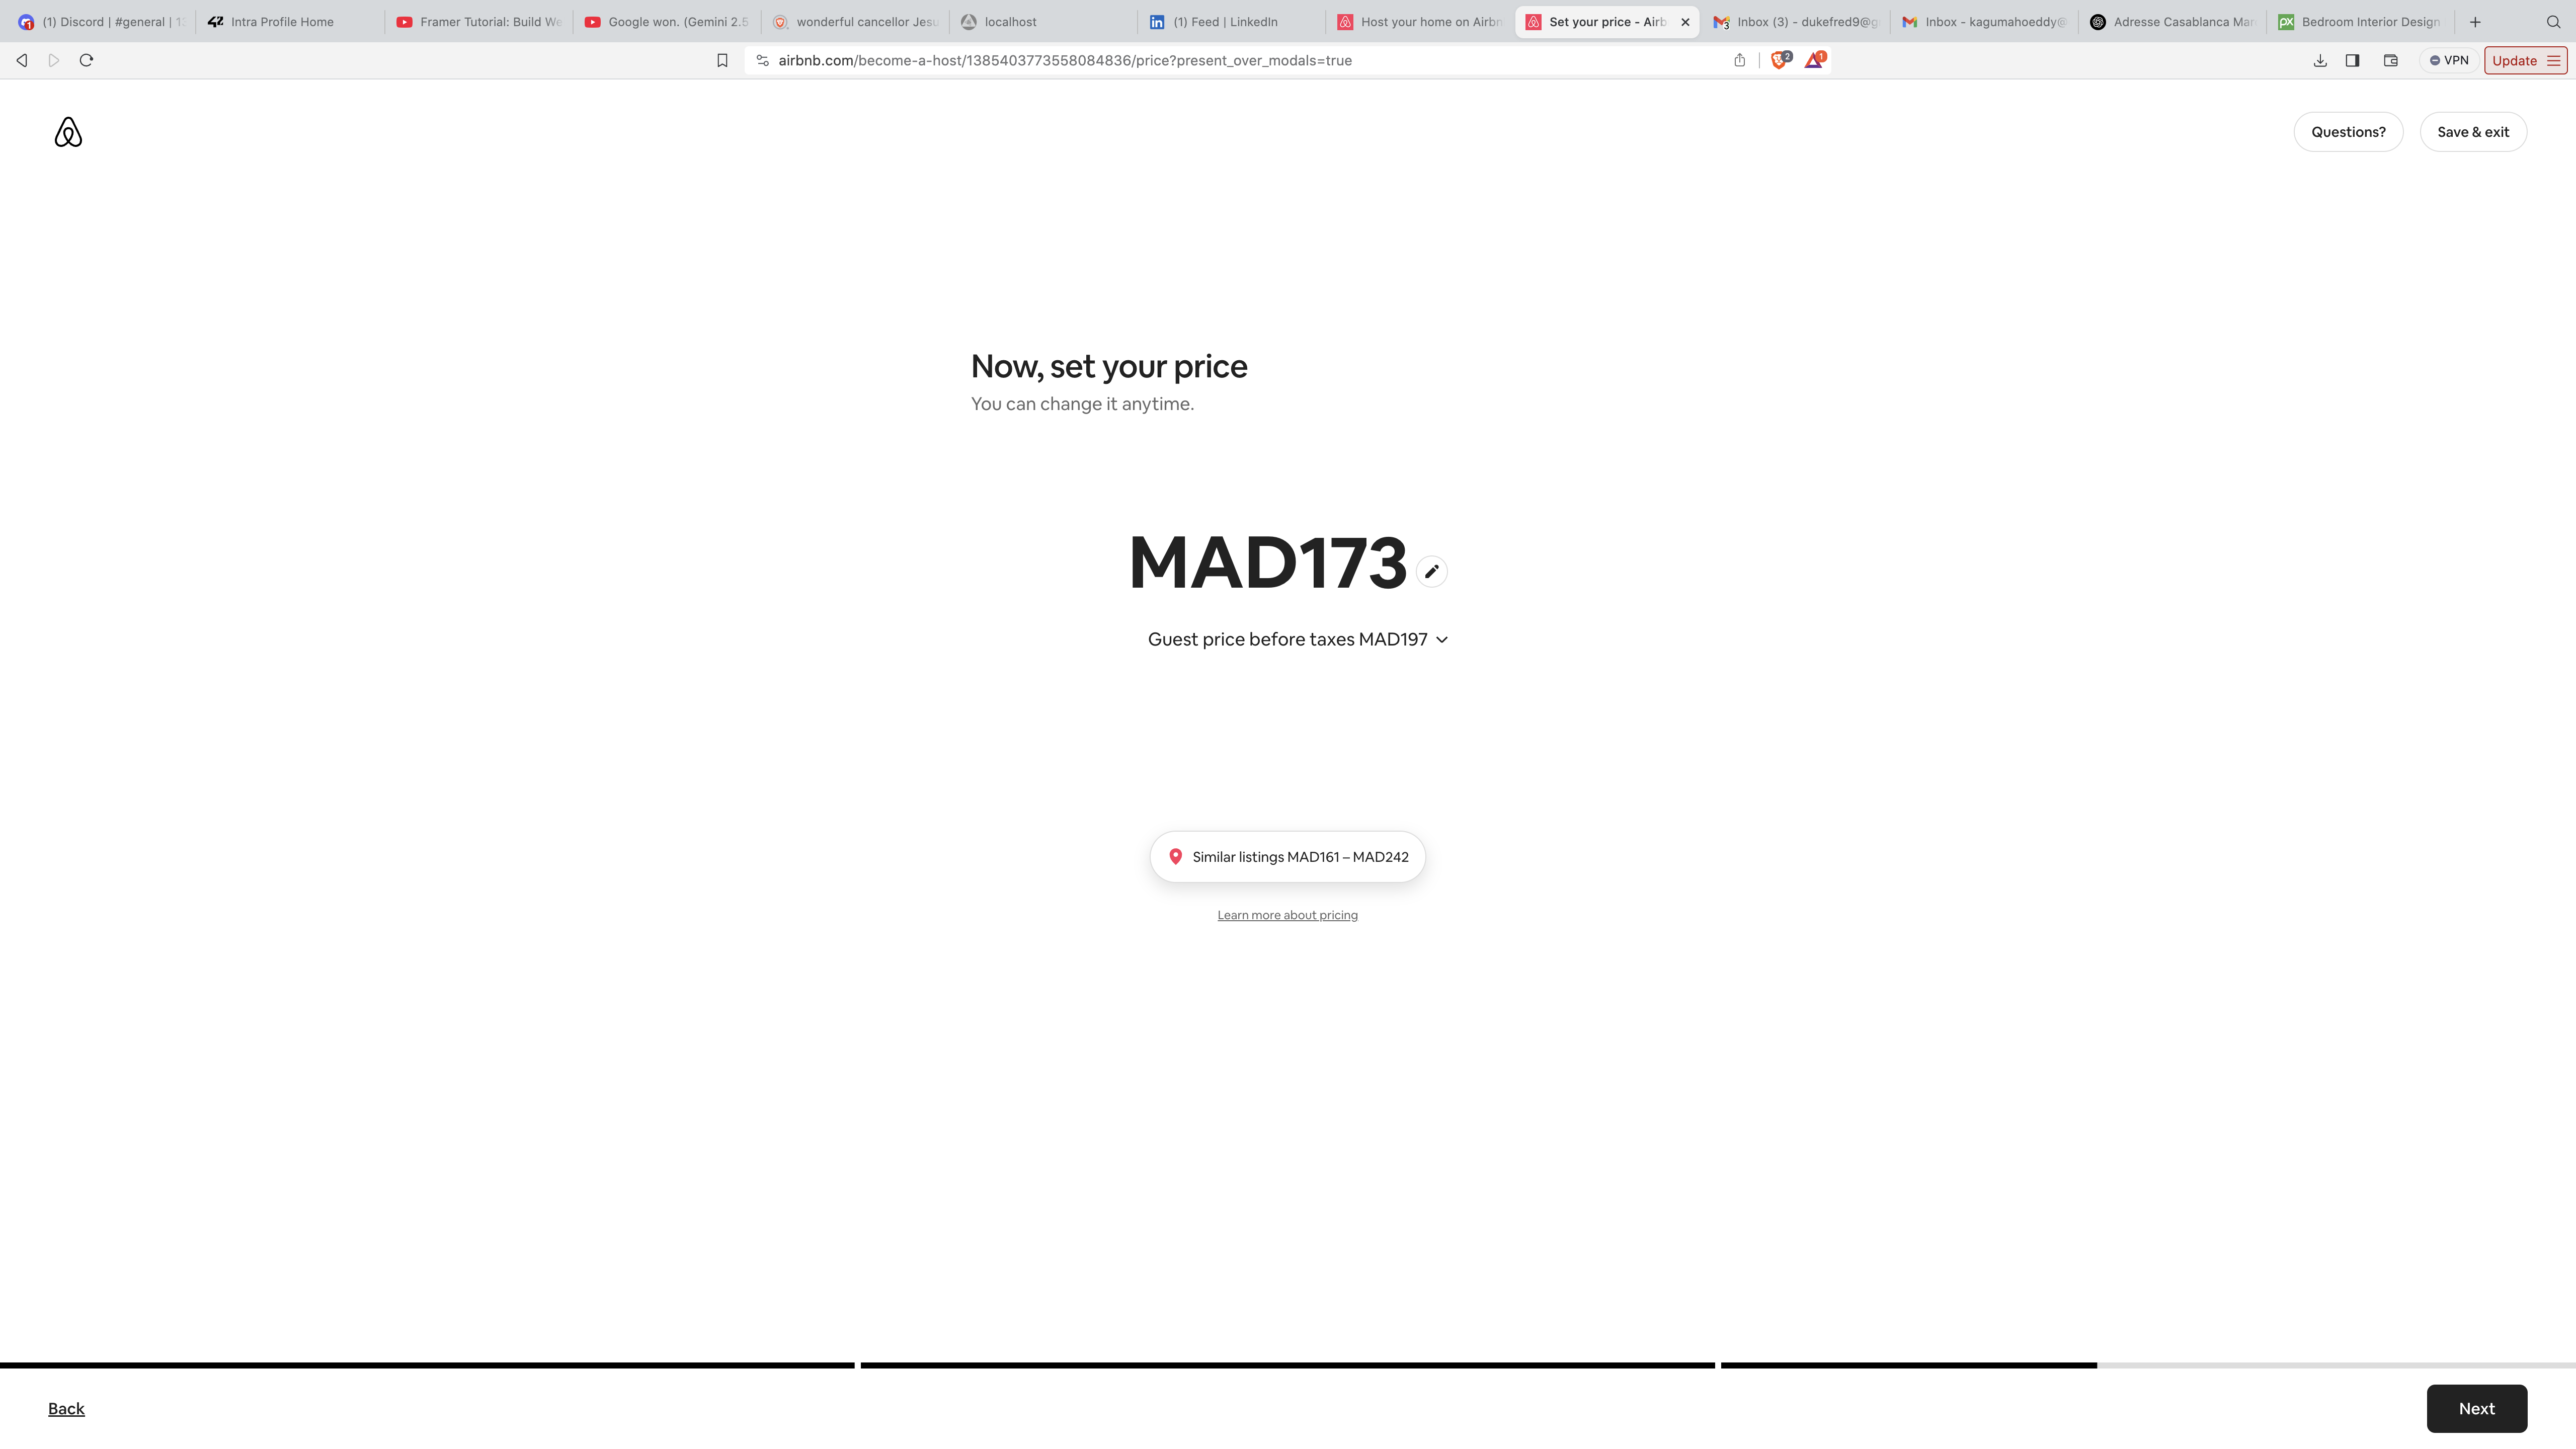 (1) Discord | #general | 13
Intra Profile Home
Framer Tutorial: Build We
Google won. (Gemini 2.5
wonderful cancellor Jesu
localhost
(1) Feed | LinkedIn
Host your home on Airbn
Set your price - Airb
Inbox (3) - dukefred9@g
Inbox - kagumahoeddy@
Adresse Casablanca Mar
Bedroom Interior Design
airbnb.com/become-a-host/1385403773558084836/price?present_over_modals=true
2
1
VPN
Update
Questions?
Save & exit
Now, set your price
You can change it anytime.
MAD173
Guest price before taxes MAD197
Similar listings MAD161 – MAD242
Learn more about pricing
Back
Next